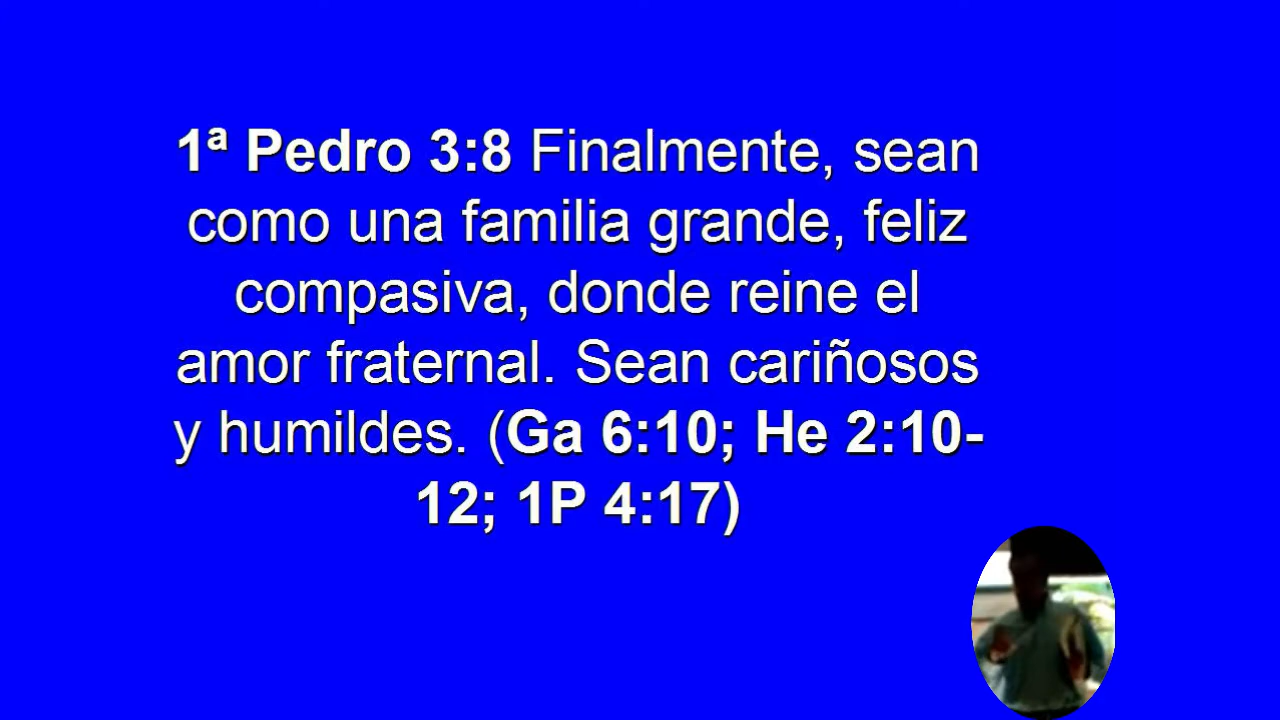 1ª Pedro 3:8 Finalmente, sean
como una familia grande, feliz
compasiva, donde reine el
amor fraternal. Sean cariñosos
y humildes. (Ga 6:10; He 2:10-
12; 1P 4:17)